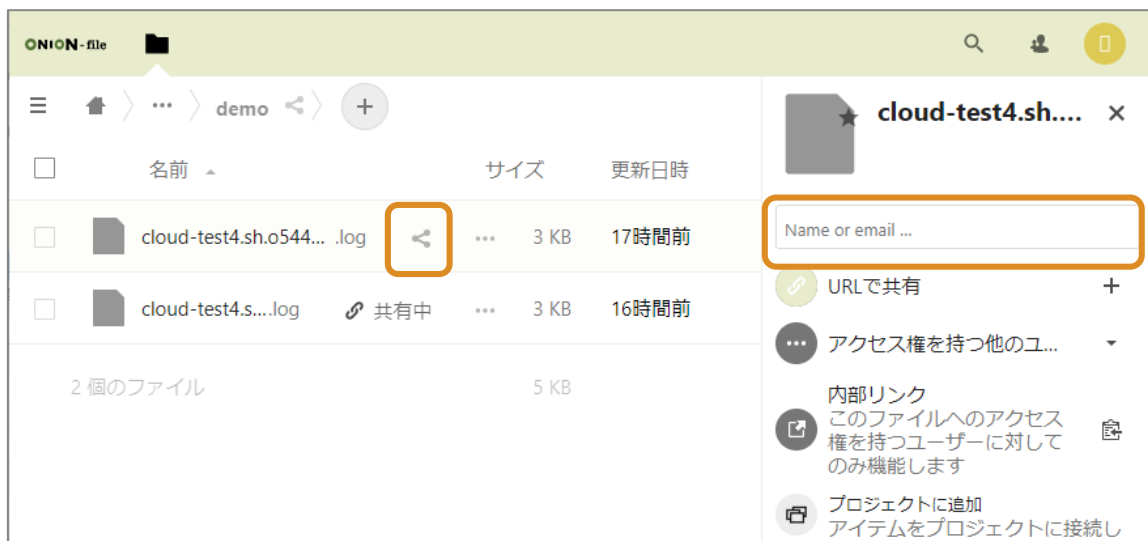 ONION-file
demo
名前 サイズ 更新日時
cloud-test4.sh.o544... .log 3 KB 17時間前
cloud-test4.s....log 共有中 3 KB 16時間前
2 個のファイル 5 KB
cloud-test4.sh....
Name or email ...
URLで共有
アクセス権を持つ他のユ...
内部リンク
このファイルへのアクセス
権を持つユーザーに対して
のみ機能します
プロジェクトに追加
アイテムをプロジェクトに接続し